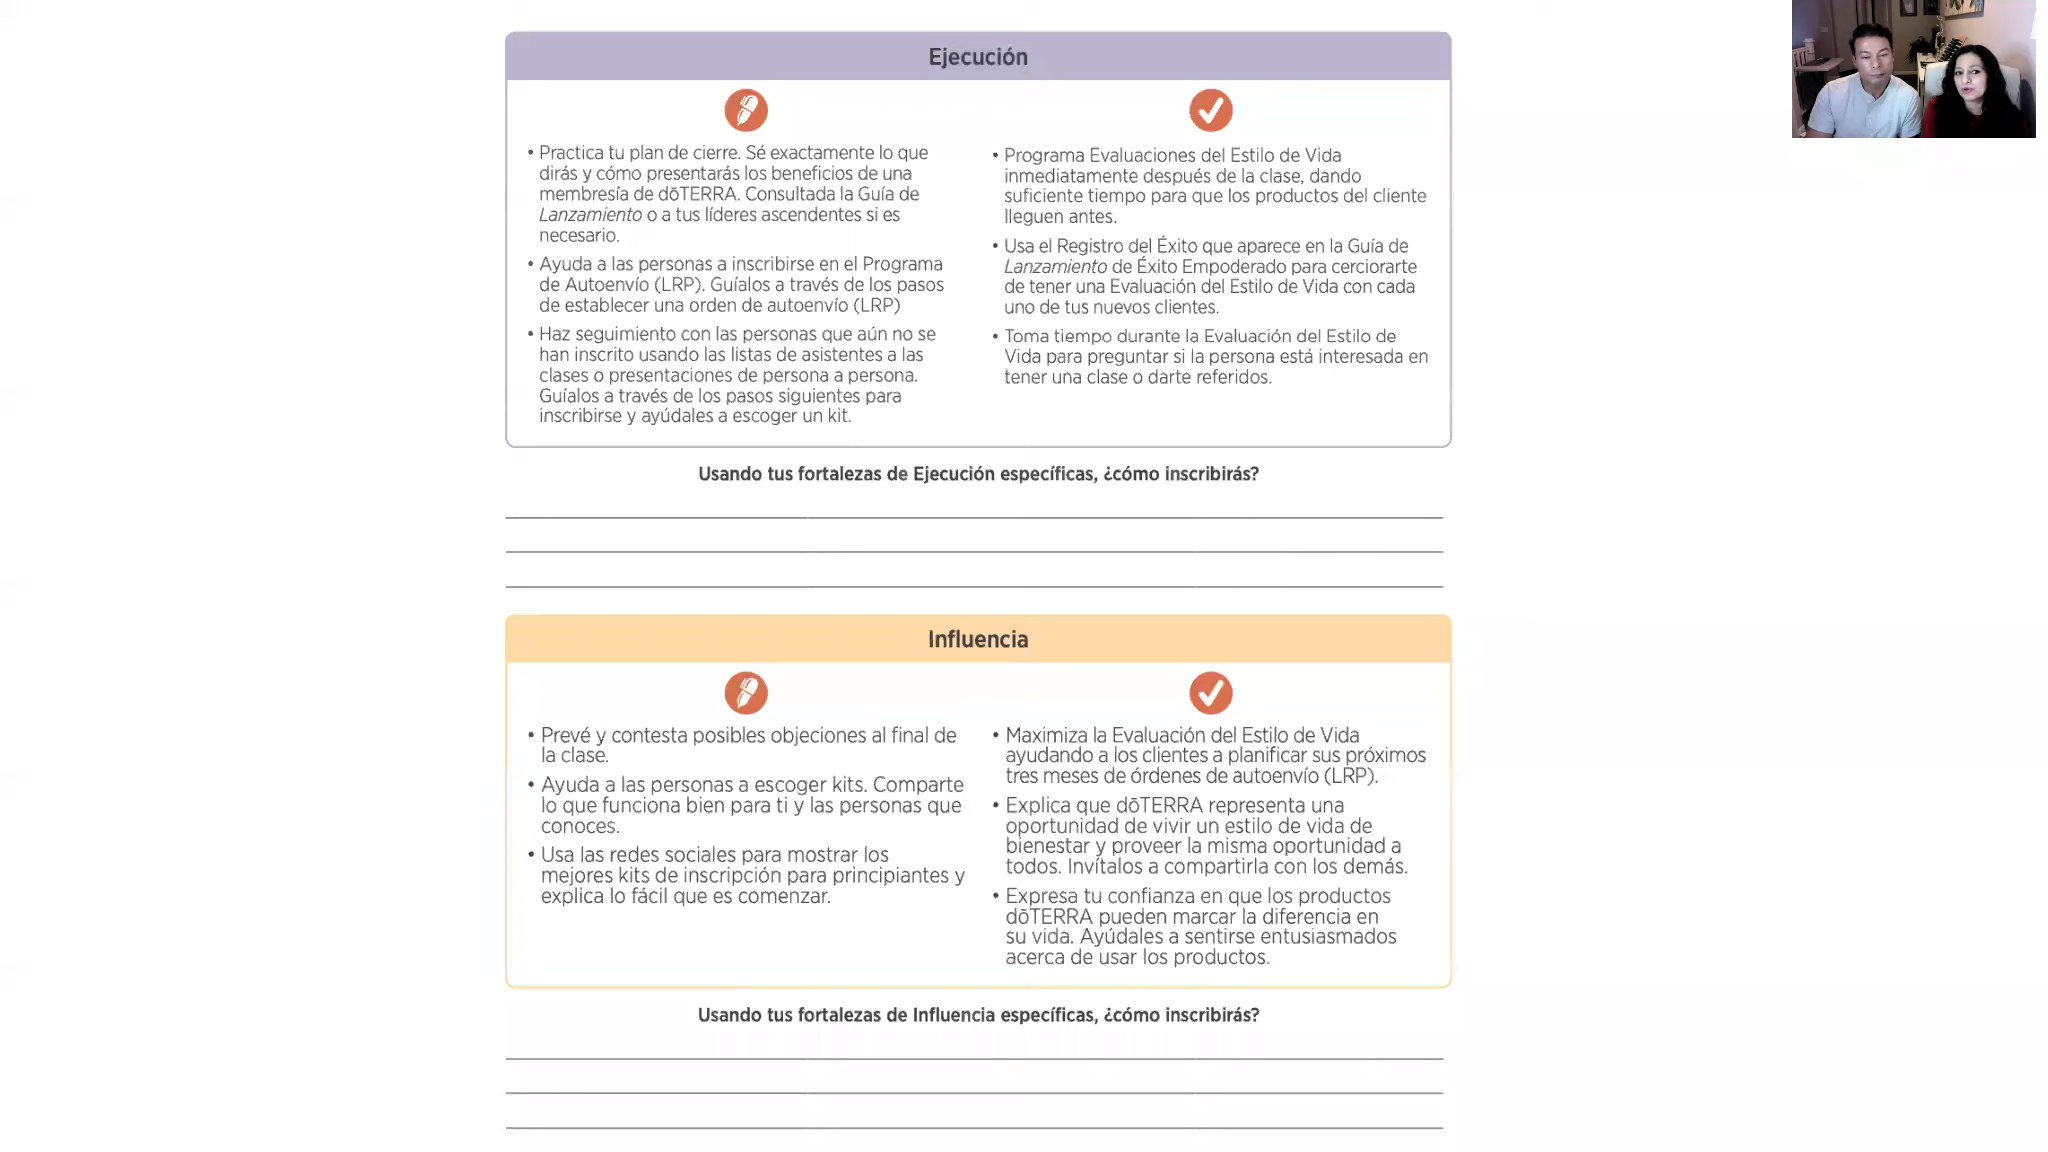 Ejecución
• Practica tu plan de cierre. Sé exactamente lo que
dirás y cómo presentarás los beneficios de una
membresía de dōTERRA. Consultada la Guía de
Lanzamiento o a tus líderes ascendentes si es
necesario.
• Ayuda a las personas a inscribirse en el Programa
de Autoenvío (LRP). Guíalos a través de los pasos
de establecer una orden de autoenvío (LRP)
• Haz seguimiento con las personas que aún no se
han inscrito usando las listas de asistentes a las
clases o presentaciones de persona a persona.
Guíalos a través de los pasos siguientes para
inscribirse y ayúdales a escoger un kit.
• Programa Evaluaciones del Estilo de Vida
inmediatamente después de la clase, dando
suficiente tiempo para que los productos del cliente
lleguen antes.
• Usa el Registro del Éxito que aparece en la Guía de
Lanzamiento de Éxito Empoderado para cerciorarte
de tener una Evaluación del Estilo de Vida con cada
uno de tus nuevos clientes.
• Toma tiempo durante la Evaluación del Estilo de
Vida para preguntar si la persona está interesada en
tener una clase o darte referidos.
Usando tus fortalezas de Ejecución específicas, ¿cómo inscribirás?
Influencia
• Prevé y contesta posibles objeciones al final de
la clase.
• Ayuda a las personas a escoger kits. Comparte
lo que funciona bien para ti y las personas que
conoces.
• Usa las redes sociales para mostrar los
mejores kits de inscripción para principiantes y
explica lo fácil que es comenzar.
• Maximiza la Evaluación del Estilo de Vida
ayudando a los clientes a planificar sus próximos
tres meses de órdenes de autoenvío (LRP).
• Explica que dōTERRA representa una
oportunidad de vivir un estilo de vida de
bienestar y proveer la misma oportunidad a
todos. Invítalos a compartirla con los demás.
• Expresa tu confianza en que los productos
dōTERRA pueden marcar la diferencia en
su vida. Ayúdales a sentirse entusiasmados
acerca de usar los productos.
Usando tus fortalezas de Influencia específicas, ¿cómo inscribirás?